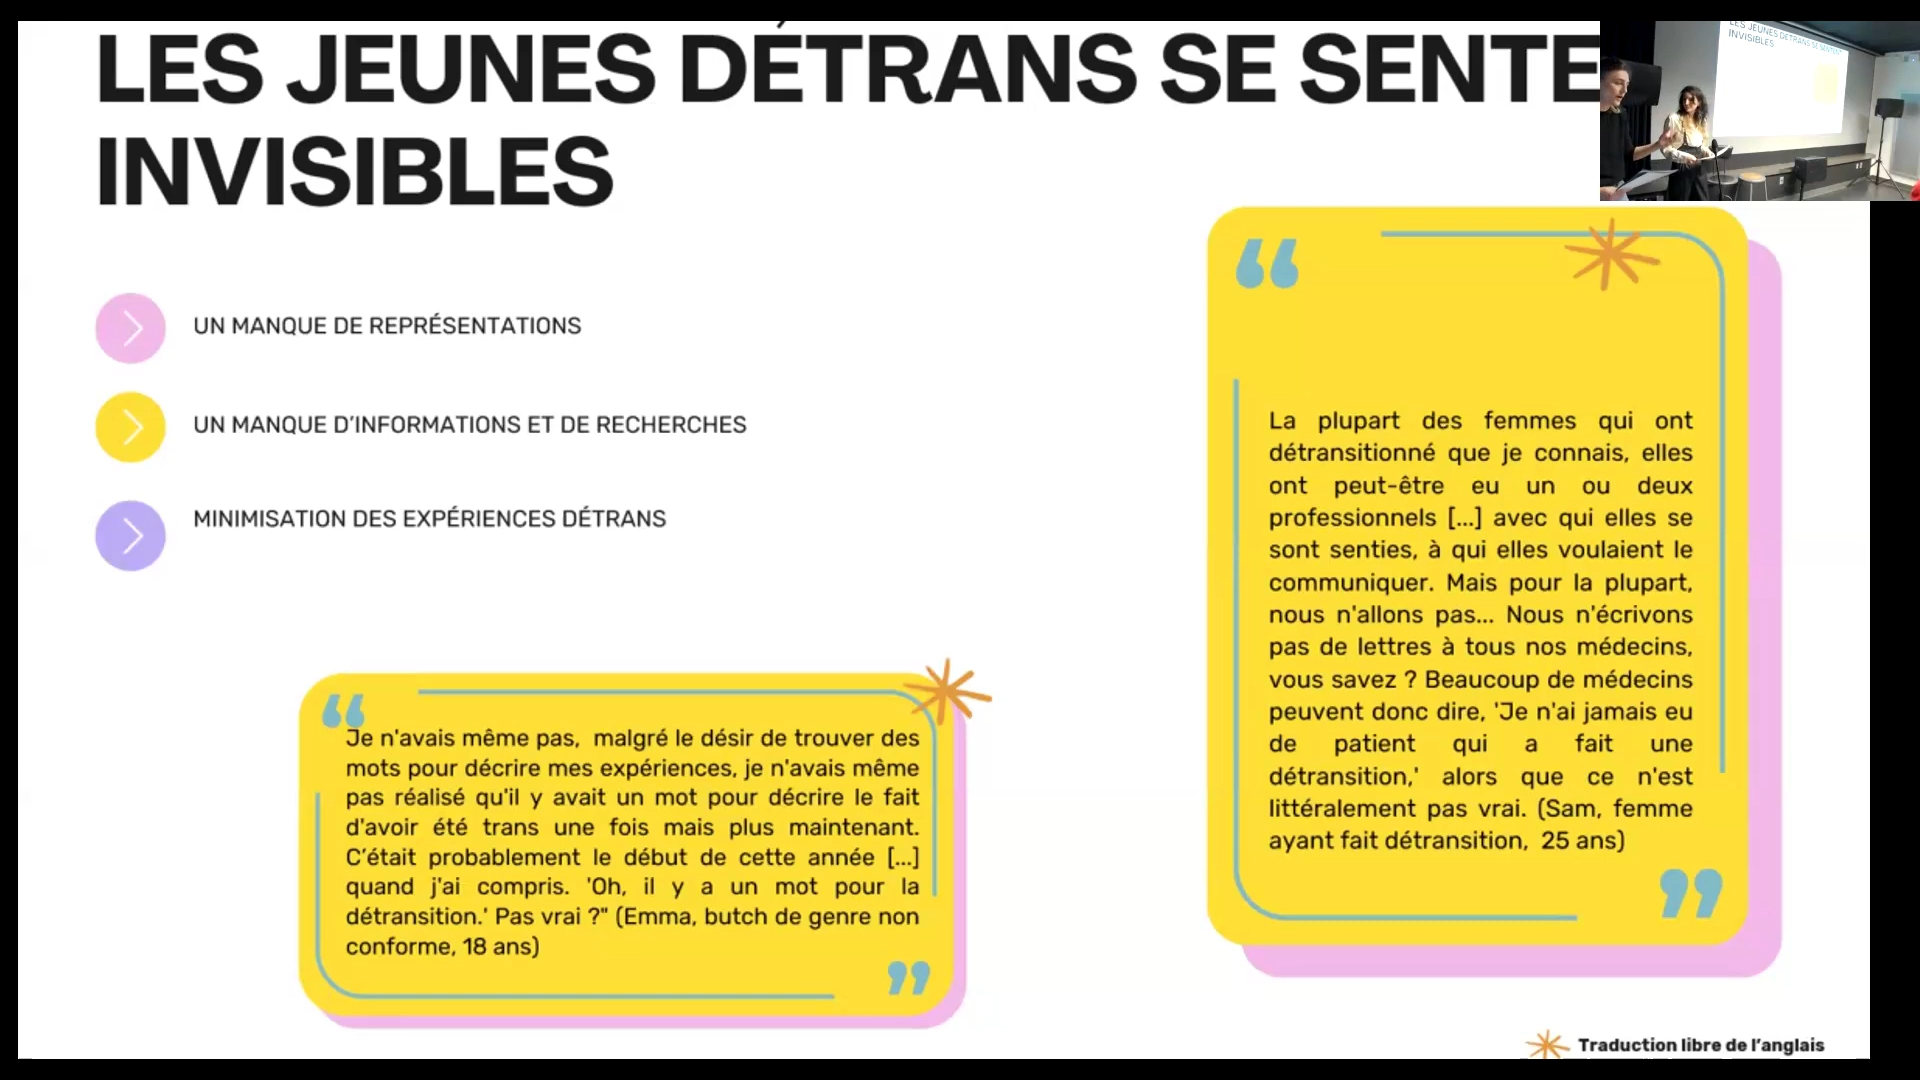 LES JEUNES DÉTRANS SE SENTE
INVISIBLES
LES JEUNES DÉTRANS SE SENTENT
INVISIBLES
UN MANQUE DE REPRÉSENTATIONS
UN MANQUE D'INFORMATIONS ET DE RECHERCHES
MINIMISATION DES EXPÉRIENCES DÉTRANS
“
Je n'avais même pas, malgré le désir de trouver des
mots pour décrire mes expériences, je n'avais même
pas réalisé qu'il y avait un mot pour décrire le fait
d'avoir été trans une fois mais plus maintenant.
C'était probablement le début de cette année [...]
quand j'ai compris. 'Oh, il y a un mot pour la
détransition.' Pas vrai ?" (Emma, butch de genre non
conforme, 18 ans)
”
“
La plupart des femmes qui ont
détransitionné que je connais, elles
ont peut-être eu un ou deux
professionnels [...] avec qui elles se
sont senties, à qui elles voulaient le
communiquer. Mais pour la plupart,
nous n'allons pas... Nous n'écrivons
pas de lettres à tous nos médecins,
vous savez ? Beaucoup de médecins
peuvent donc dire, 'Je n'ai jamais eu
de patient qui a fait une
détransition,' alors que ce n'est
littéralement pas vrai. (Sam, femme
ayant fait détransition, 25 ans)
”
Traduction libre de l'anglais